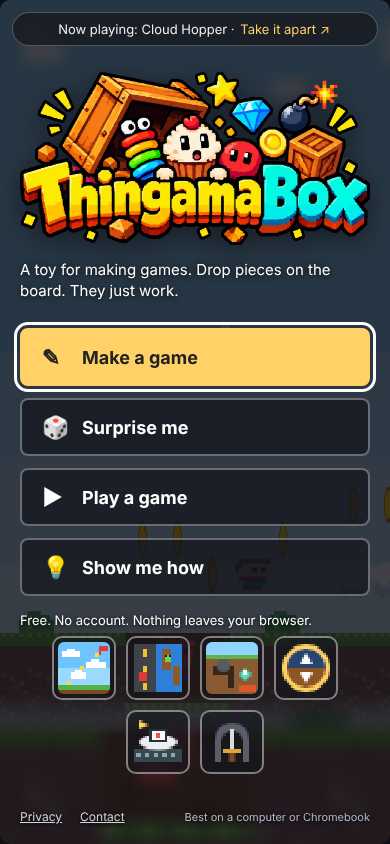 Now playing: Cloud Hopper · Take it apart ↗
ThingamaBox
A toy for making games. Drop pieces on the
board. They just work.
Make a game
Surprise me
Play a game
Show me how
Free. No account. Nothing leaves your browser.
Privacy Contact Best on a computer or Chromebook